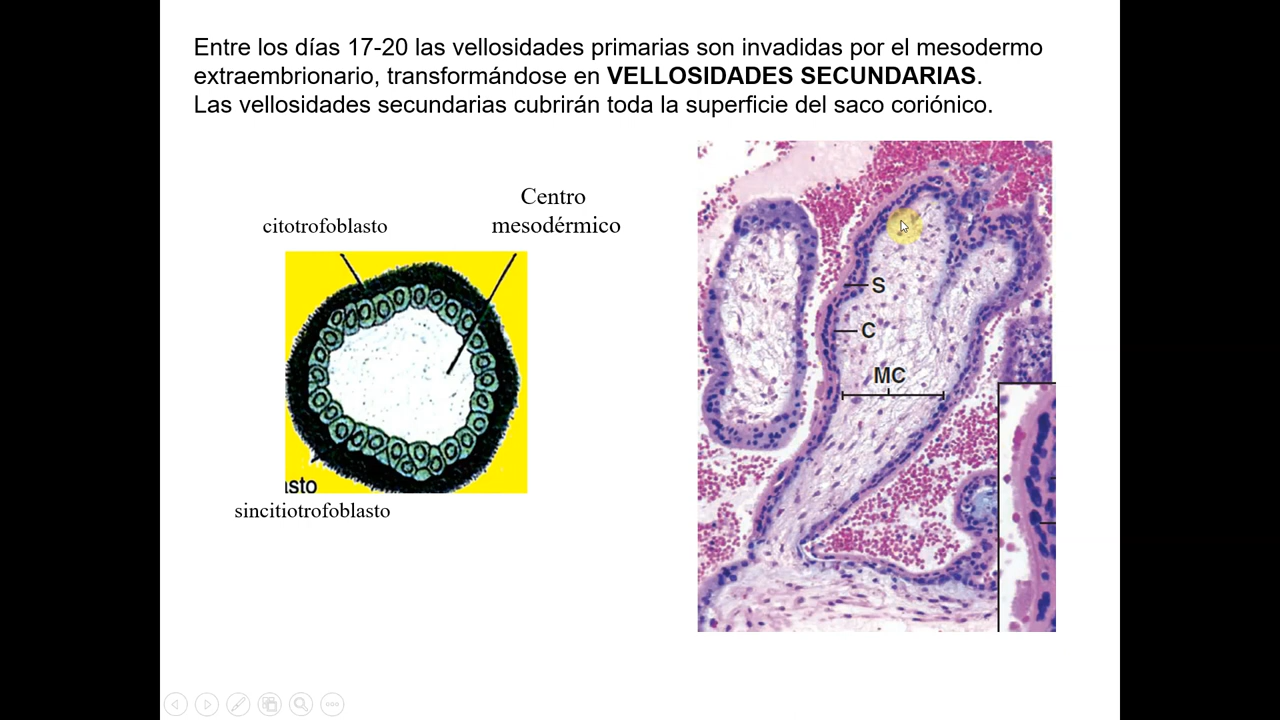 Entre los días 17-20 las vellosidades primarias son invadidas por el mesodermo
extraembrionario, transformándose en VELLOSIDADES SECUNDARIAS.
Las vellosidades secundarias cubrirán toda la superficie del saco coriónico.
Centro
mesodérmico
citotrofoblasto
asto
sincitiotrofoblasto
S
C
MC